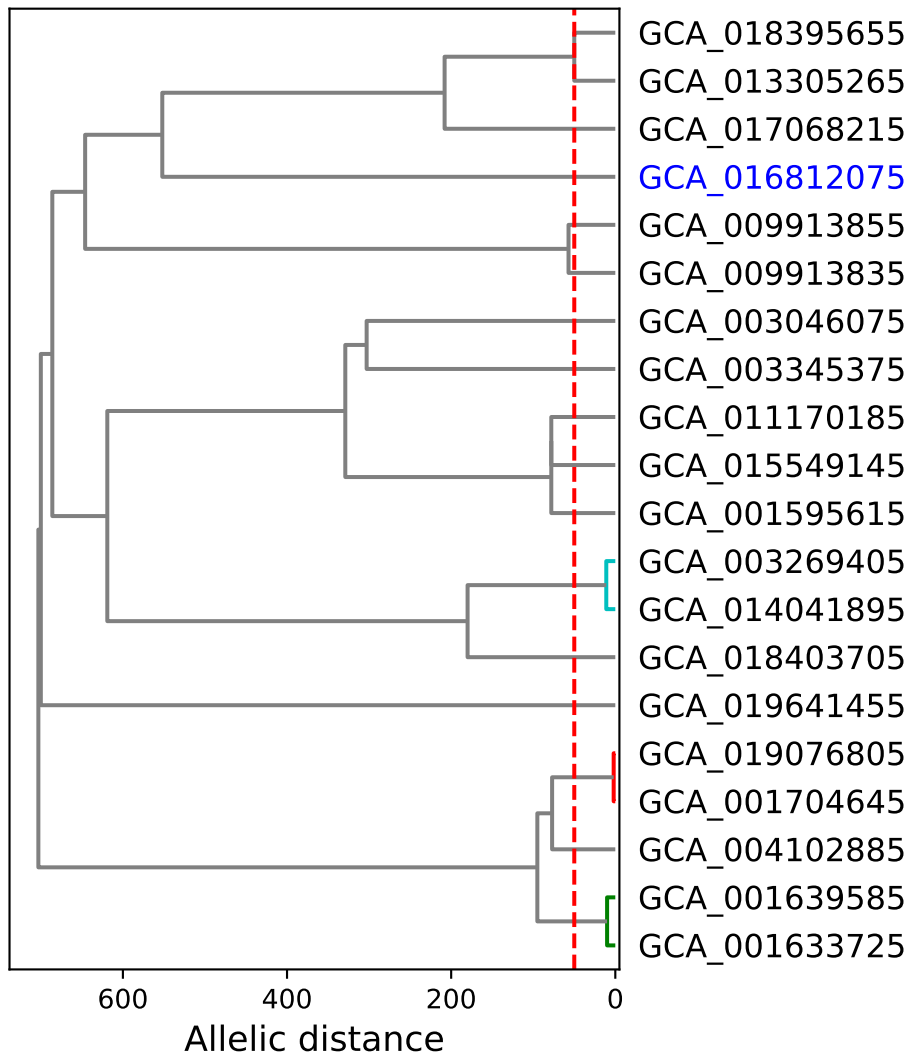 GCA_018395655
GCA_013305265
GCA_017068215
GCA_016812075
GCA_009913855
GCA_009913835
GCA_003046075
GCA_003345375
GCA_011170185
GCA_015549145
GCA_001595615
GCA_003269405
GCA_014041895
GCA_018403705
GCA_019641455
GCA_019076805
GCA_001704645
GCA_004102885
GCA_001639585
GCA_001633725
600 400 200 0
Allelic distance